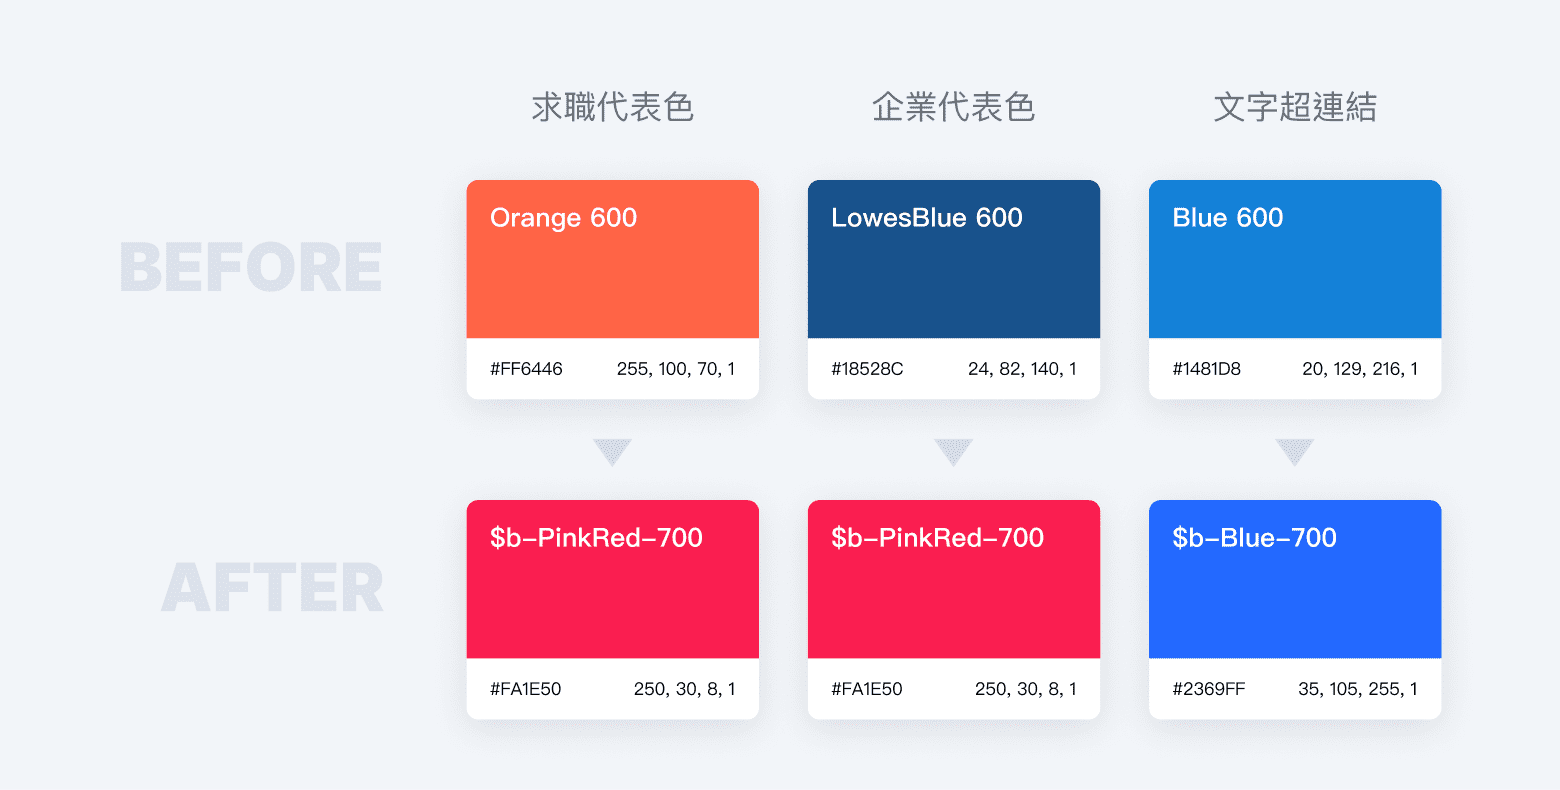 求職代表色
企業代表色
文字超連結
BEFORE
Orange 600
#FF6446 255, 100, 70, 1
LowesBlue 600
#18528C 24, 82, 140, 1
Blue 600
#1481D8 20, 129, 216, 1
AFTER
$b-PinkRed-700
#FA1E50 250, 30, 8, 1
$b-PinkRed-700
#FA1E50 250, 30, 8, 1
$b-Blue-700
#2369FF 35, 105, 255, 1